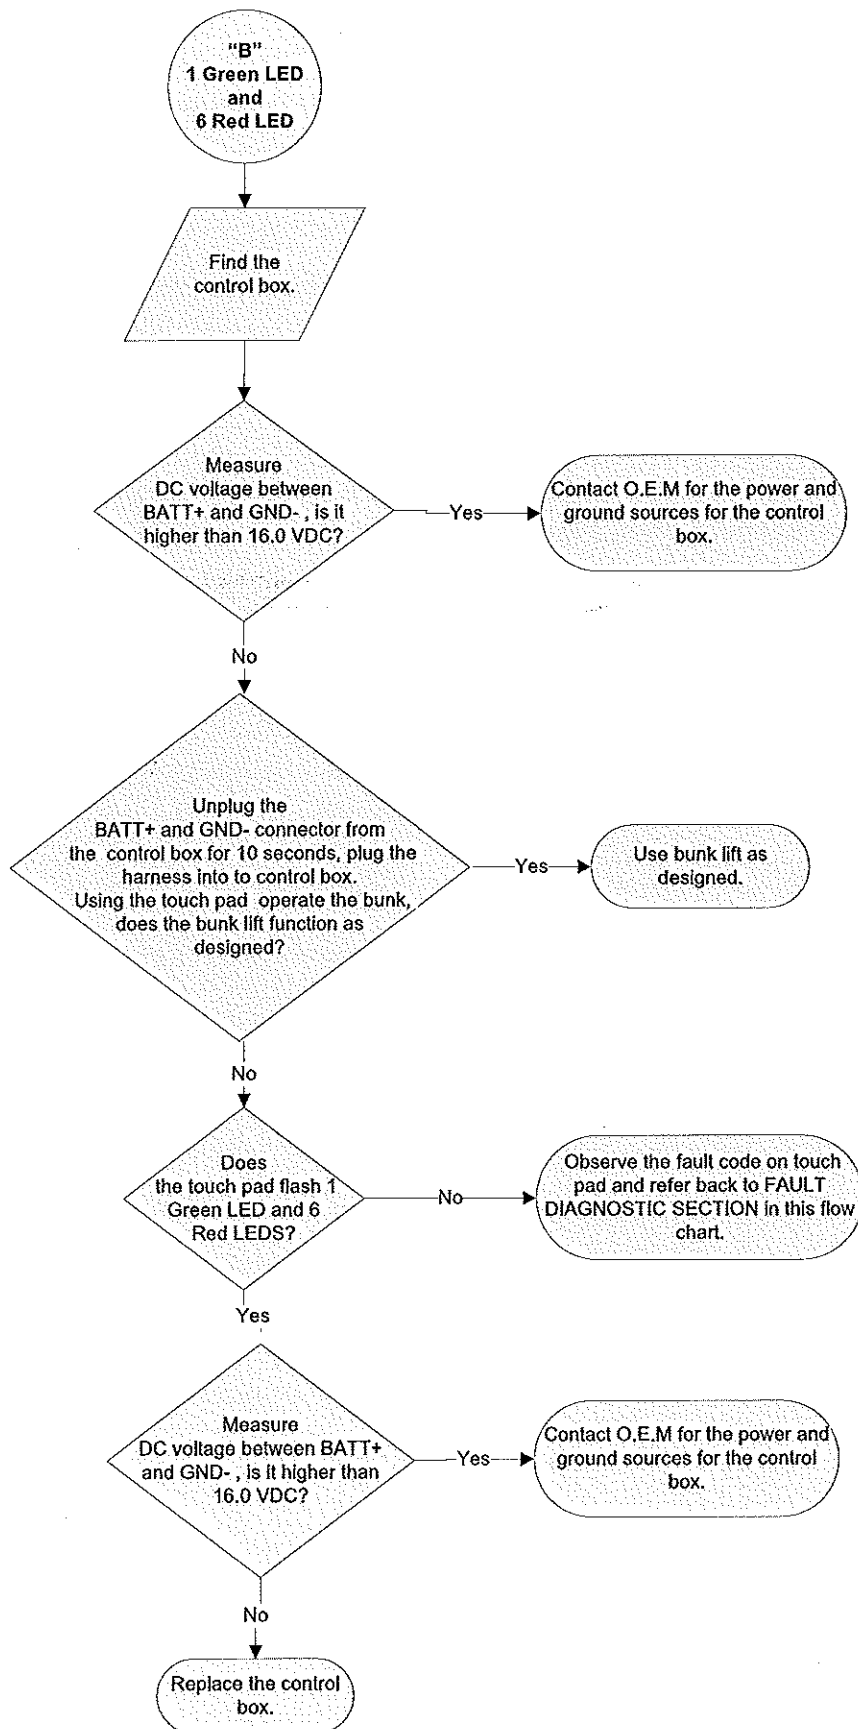 “B”
1 Green LED
and
6 Red LED
Find the
control box.
Measure
DC voltage between
BATT+ and GND- , is it
higher than 16.0 VDC?
Yes
Contact O.E.M for the power and
ground sources for the control
box.
No
Unplug the
BATT+ and GND- connector from
the control box for 10 seconds, plug the
harness into to control box.
Using the touch pad operate the bunk,
does the bunk lift function as
designed?
Yes
Use bunk lift as
designed.
No
Does
the touch pad flash 1
Green LED and 6
Red LEDS?
No
Observe the fault code on touch
pad and refer back to FAULT
DIAGNOSTIC SECTION in this flow
chart.
Yes
Measure
DC voltage between BATT+
and GND- , is it higher than
16.0 VDC?
Yes
Contact O.E.M for the power and
ground sources for the control
box.
No
Replace the control
box.